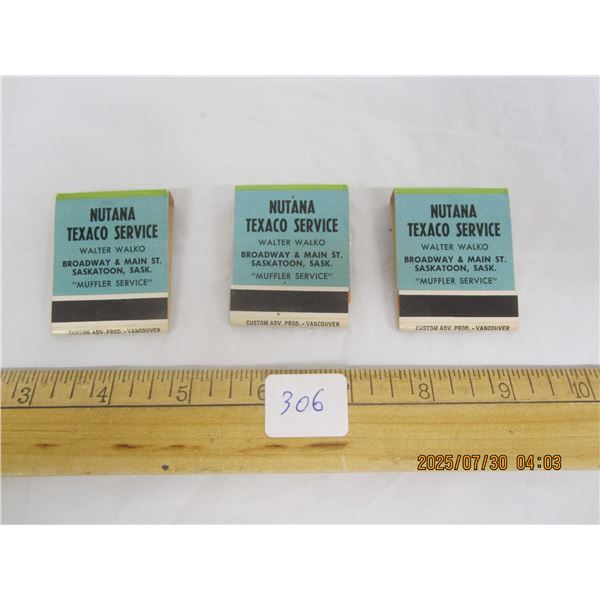 NUTANA
TEXACO SERVICE
WALTER WALKO
BROADWAY & MAIN ST.
SASKATOON, SASK.
"MUFFLER SERVICE"
CUSTOM ADV. PROD. - VANCOUVER
NUTANA
TEXACO SERVICE
WALTER WALKO
BROADWAY & MAIN ST.
SASKATOON, SASK.
"MUFFLER SERVICE"
CUSTOM ADV. PROD. - VANCOUVER
NUTANA
TEXACO SERVICE
WALTER WALKO
BROADWAY & MAIN ST.
SASKATOON, SASK.
"MUFFLER SERVICE"
CUSTOM ADV. PROD. - VANCOUVER
3 4 5 6 8 9 10
306
2025/07/30 04:03